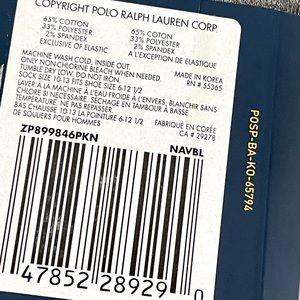 COPYRIGHT POLO RALPH LAUREN CORP
65% COTTON
33% POLYESTER
2% SPANDEX
EXCLUSIVE OF ELASTIC
65% COTTON
33% POLYESTER
2% SPANDEX
A L'EXCEPTION DE ELASTIQUE
MACHINE WASH COLD, INSIDE OUT.
ONLY NON-CHLORINE BLEACH WHEN NEEDED.
TUMBLE DRY LOW. DO NOT IRON.
SOCK SIZE 10-13 FITS SHOE SIZE 6-12 1/2
MADE IN KOREA
RN # 55365
LAVER À LA MACHINE À L'EAU FROIDE À L'ENVERS, BLANCHIR SANS
CHLORE SI NÉCESSAIRE. SÉCHAGE EN TAMBOUR À BASSE
TEMPÉRATURE. NE PAS REPASSER.
BAS CHAUSSURE 10-13 LA POINTURE 6-12 1/2
DE SOULIERS POUR HOMMES
FABRIQUÉ EN CORÉE
CA # 29278
ZP899846PKN
NAVBL
47852 28929 0
POSP-BA-KO-65794